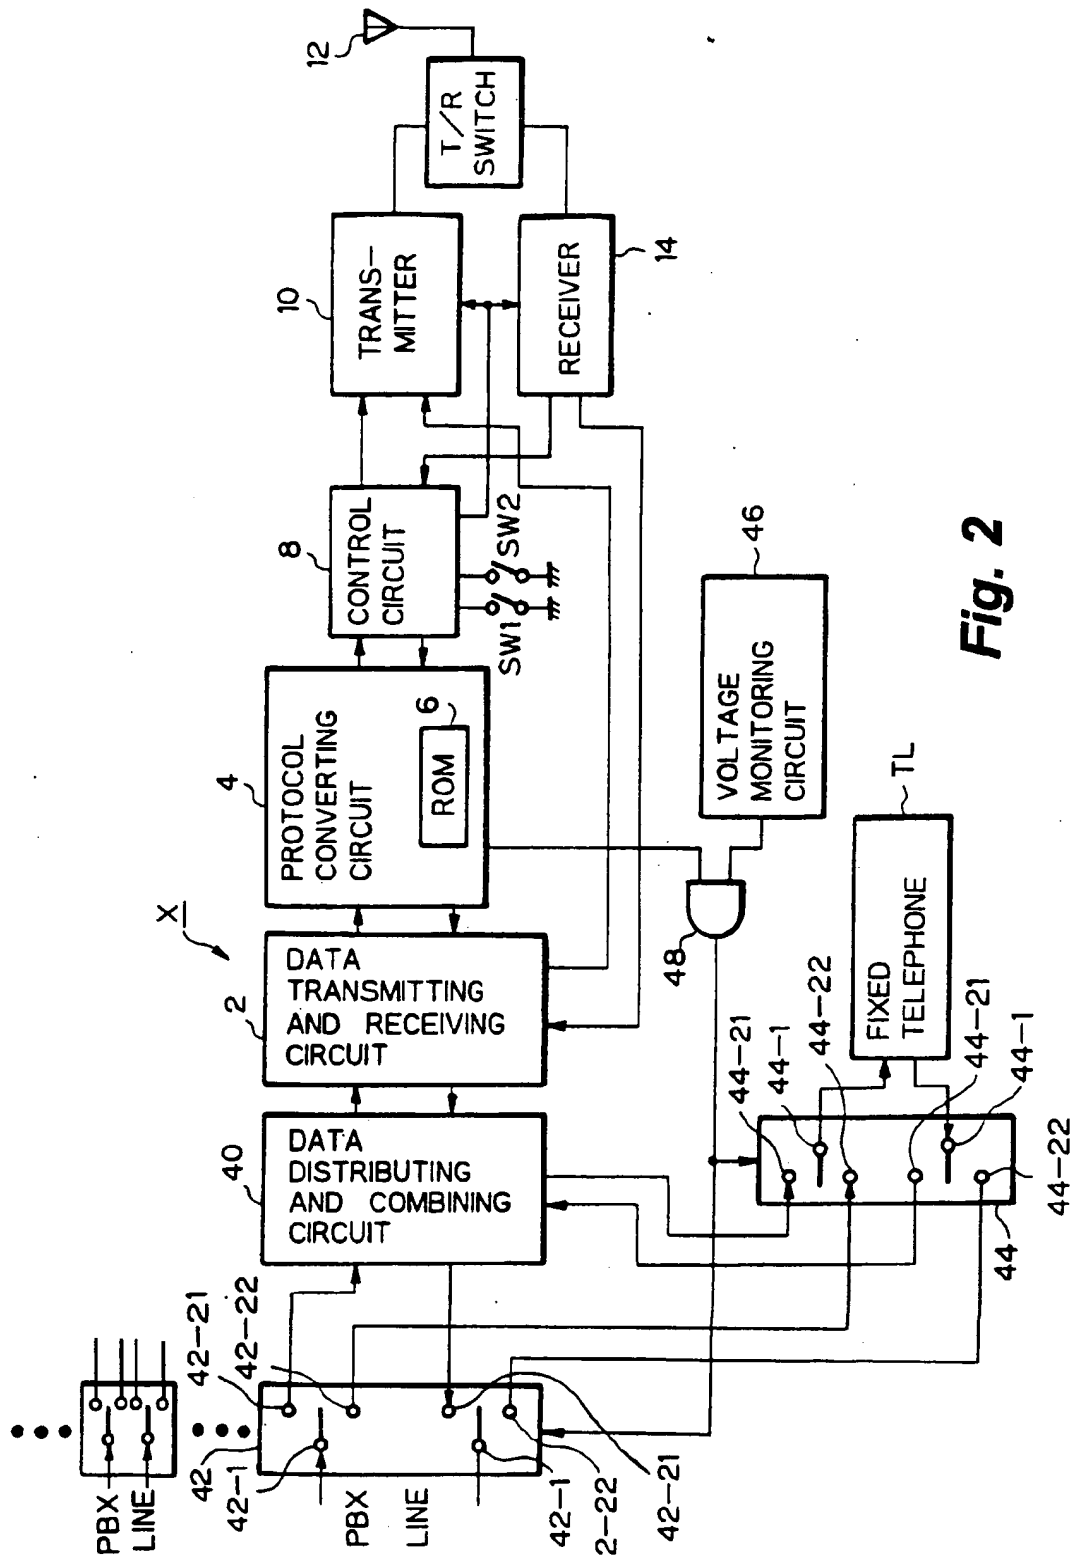 12
T/R
SWITCH
10
TRANS-
MITTER
RECEIVER
14
8
CONTROL
CIRCUIT
SW1
SW2
4
PROTOCOL
CONVERTING
CIRCUIT
ROM
6
VOLTAGE
MONITORING
CIRCUIT
46
X
2
DATA
TRANSMITTING
AND RECEIVING
CIRCUIT
48
FIXED
TELEPHONE
TL
40
DATA
DISTRIBUTING
AND COMBINING
CIRCUIT
44-21
44-1
44-22
44-21
44-1
44-22
44
42-21
42-22
42
42-1
PBX
LINE
42-1
2-22
42-21
PBX
LINE
Fig. 2